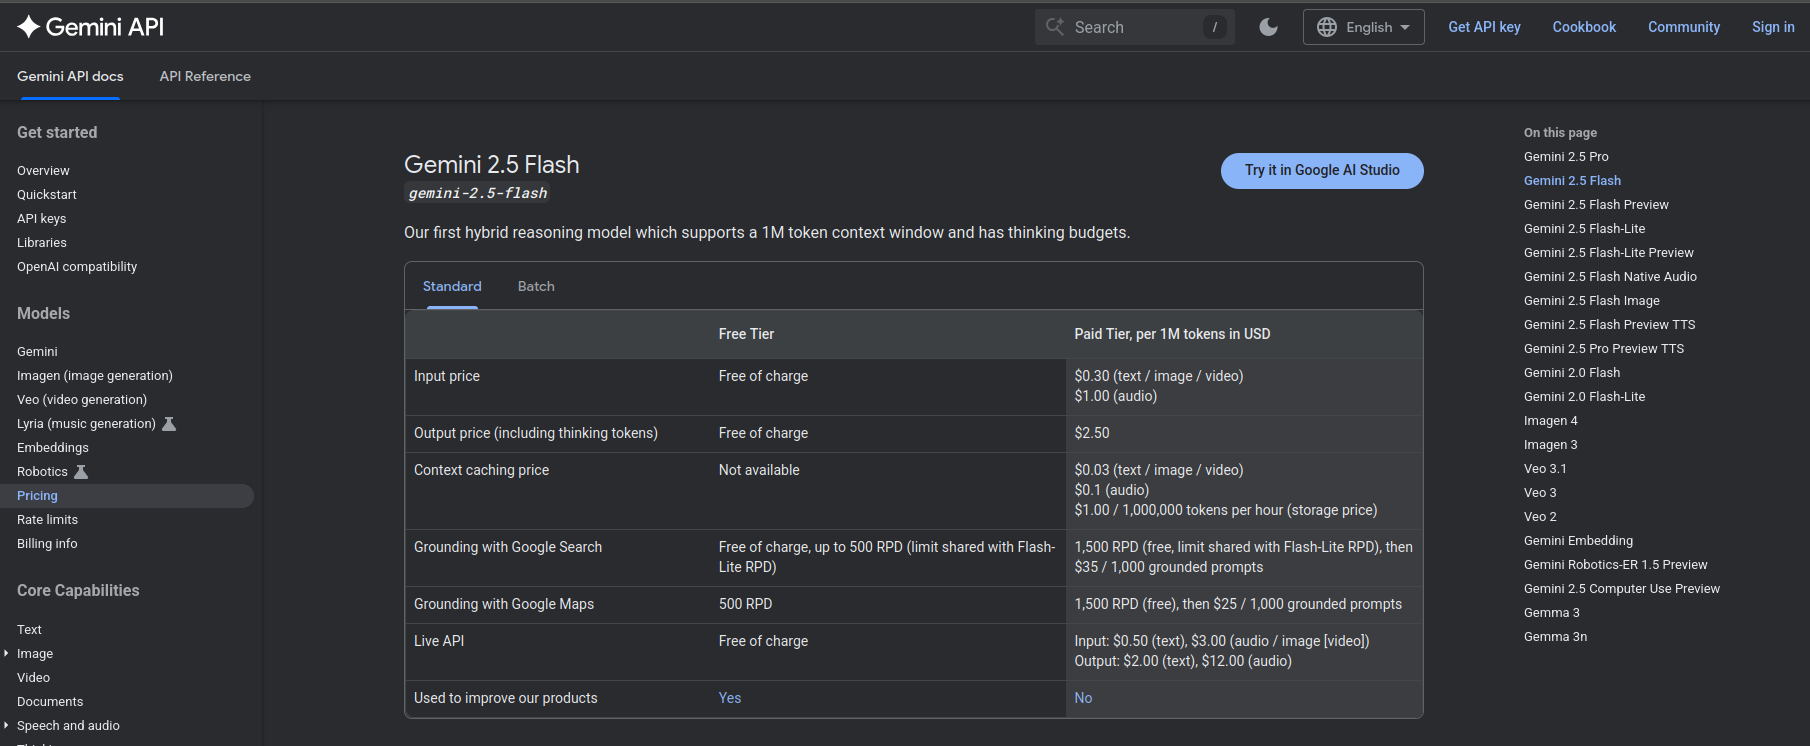 Gemini API
Search
/
English
Get API key
Cookbook
Community
Sign in
Gemini API docs
API Reference
Get started
Overview
Quickstart
API keys
Libraries
OpenAI compatibility
Models
Gemini
Imagen (image generation)
Veo (video generation)
Lyria (music generation)
Embeddings
Robotics
Pricing
Rate limits
Billing info
Core Capabilities
Text
Image
Video
Documents
Speech and audio
Gemini 2.5 Flash
gemini-2.5-flash
Try it in Google AI Studio
Our first hybrid reasoning model which supports a 1M token context window and has thinking budgets.
Standard Batch
Free Tier Paid Tier, per 1M tokens in USD
Input price Free of charge $0.30 (text / image / video)
$1.00 (audio)
Output price (including thinking tokens) Free of charge $2.50
Context caching price Not available $0.03 (text / image / video)
$0.1 (audio)
$1.00 / 1,000,000 tokens per hour (storage price)
Grounding with Google Search Free of charge, up to 500 RPD (limit shared with Flash- 1,500 RPD (free, limit shared with Flash-Lite RPD), then
Lite RPD) $35 / 1,000 grounded prompts
Grounding with Google Maps 500 RPD 1,500 RPD (free), then $25 / 1,000 grounded prompts
Live API Free of charge Input: $0.50 (text), $3.00 (audio / image [video])
Output: $2.00 (text), $12.00 (audio)
Used to improve our products Yes No
On this page
Gemini 2.5 Pro
Gemini 2.5 Flash
Gemini 2.5 Flash Preview
Gemini 2.5 Flash-Lite
Gemini 2.5 Flash-Lite Preview
Gemini 2.5 Flash Native Audio
Gemini 2.5 Flash Image
Gemini 2.5 Flash Preview TTS
Gemini 2.5 Pro Preview TTS
Gemini 2.0 Flash
Gemini 2.0 Flash-Lite
Imagen 4
Imagen 3
Veo 3.1
Veo 3
Veo 2
Gemini Embedding
Gemini Robotics-ER 1.5 Preview
Gemini 2.5 Computer Use Preview
Gemma 3
Gemma 3n